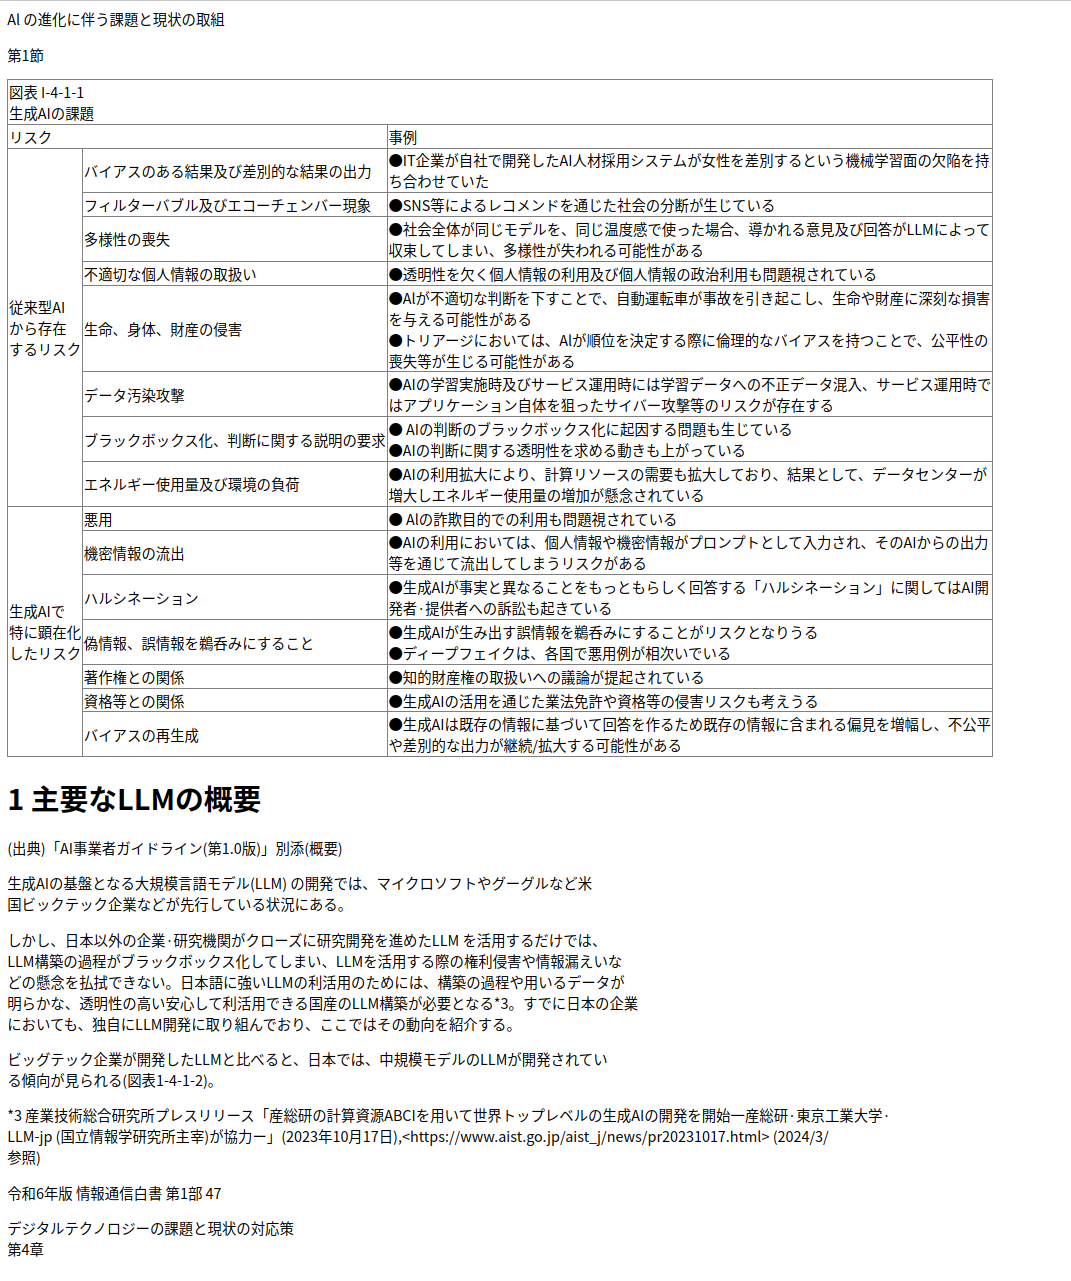 AI の進化に伴う課題と現状の取組
第1節
図表 I-4-1-1
生成AIの課題
リスク
事例
従来型AI
から存在
するリスク
バイアスのある結果及び差別的な結果の出力
●IT企業が自社で開発したAI人材採用システムが女性を差別するという機械学習面の欠陥を持
ち合わせていた
フィルターバブル及びエコーチェンバー現象
●SNS等によるレコメンドを通じた社会の分断が生じている
多様性の喪失
●社会全体が同じモデルを、同じ温度感で使った場合、導かれる意見及び回答がLLMによって
収束してしまい、多様性が失われる可能性がある
不適切な個人情報の取扱い
●透明性を欠く個人情報の利用及び個人情報の政治利用も問題視されている
生命、身体、財産の侵害
●AIが不適切な判断を下すことで、自動運転車が事故を引き起こし、生命や財産に深刻な損害
を与える可能性がある
●トリアージにおいては、AIが順位を決定する際に倫理的なバイアスを持つことで、公平性の
喪失等が生じる可能性がある
データ汚染攻撃
●AIの学習実施時及びサービス運用時には学習データへの不正データ混入、サービス運用時で
はアプリケーション自体を狙ったサイバー攻撃等のリスクが存在する
ブラックボックス化、判断に関する説明の要求
● AIの判断のブラックボックス化に起因する問題も生じている
●AIの判断に関する透明性を求める動きも上がっている
エネルギー使用量及び環境の負荷
●AIの利用拡大により、計算リソースの需要も拡大しており、結果として、データセンターが
増大しエネルギー使用量の増加が懸念されている
生成AIで
特に顕在化
したリスク
悪用
● AIの詐欺目的での利用も問題視されている
機密情報の流出
●AIの利用においては、個人情報や機密情報がプロンプトとして入力され、そのAIからの出力
等を通じて流出してしまうリスクがある
ハルシネーション
●生成AIが事実と異なることをもっともらしく回答する「ハルシネーション」に関してはAI開
発者·提供者への訴訟も起きている
偽情報、誤情報を鵜呑みにすること
●生成AIが生み出す誤情報を鵜呑みにすることがリスクとなりうる
●ディープフェイクは、各国で悪用例が相次いでいる
著作権との関係
●知的財産権の取扱いへの議論が提起されている
資格等との関係
●生成AIの活用を通じた業法免許や資格等の侵害リスクも考えうる
バイアスの再生成
●生成AIは既存の情報に基づいて回答を作るため既存の情報に含まれる偏見を増幅し、不公平
や差別的な出力が継続/拡大する可能性がある
1 主要なLLMの概要
(出典)「AI事業者ガイドライン(第1.0版)」別添(概要)
生成AIの基盤となる大規模言語モデル(LLM) の開発では、マイクロソフトやグーグルなど米
国ビックテック企業などが先行している状況にある。
しかし、日本以外の企業·研究機関がクローズに研究開発を進めたLLM を活用するだけでは、
LLM構築の過程がブラックボックス化してしまい、LLMを活用する際の権利侵害や情報漏えいな
どの懸念を払拭できない。日本語に強いLLMの利活用のためには、構築の過程や用いるデータが
明らかな、透明性の高い安心して利活用できる国産のLLM構築が必要となる*3。すでに日本の企業
においても、独自にLLM開発に取り組んでおり、ここではその動向を紹介する。
ビッグテック企業が開発したLLMと比べると、日本では、中規模モデルのLLMが開発されてい
る傾向が見られる(図表1-4-1-2)。
*3 産業技術総合研究所プレスリリース「産総研の計算資源ABCIを用いて世界トップレベルの生成AIの開発を開始一産総研·東京工業大学·
LLM-jp (国立情報学研究所主宰)が協力ー」(2023年10月17日),<https://www.aist.go.jp/aist_j/news/pr20231017.html> (2024/3/
参照)
令和6年版 情報通信白書 第1部 47
デジタルテクノロジーの課題と現状の対応策
第4章